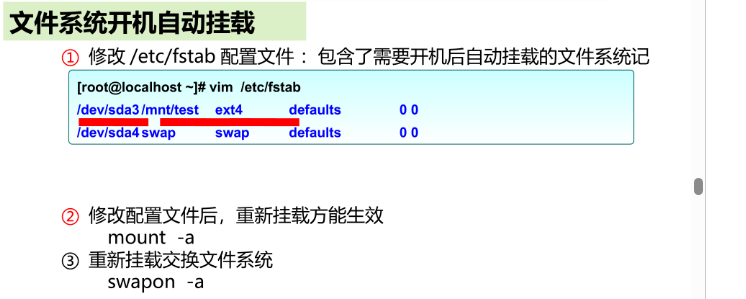 文件系统开机自动挂载
① 修改 /etc/fstab 配置文件 ：包含了需要开机后自动挂载的文件系统记
[root@localhost ~]# vim /etc/fstab
/dev/sda3 /mnt/test ext4 defaults 0 0
/dev/sda4 swap swap defaults 0 0
② 修改配置文件后，重新挂载方能生效
mount -a
③ 重新挂载交换文件系统
swapon -a